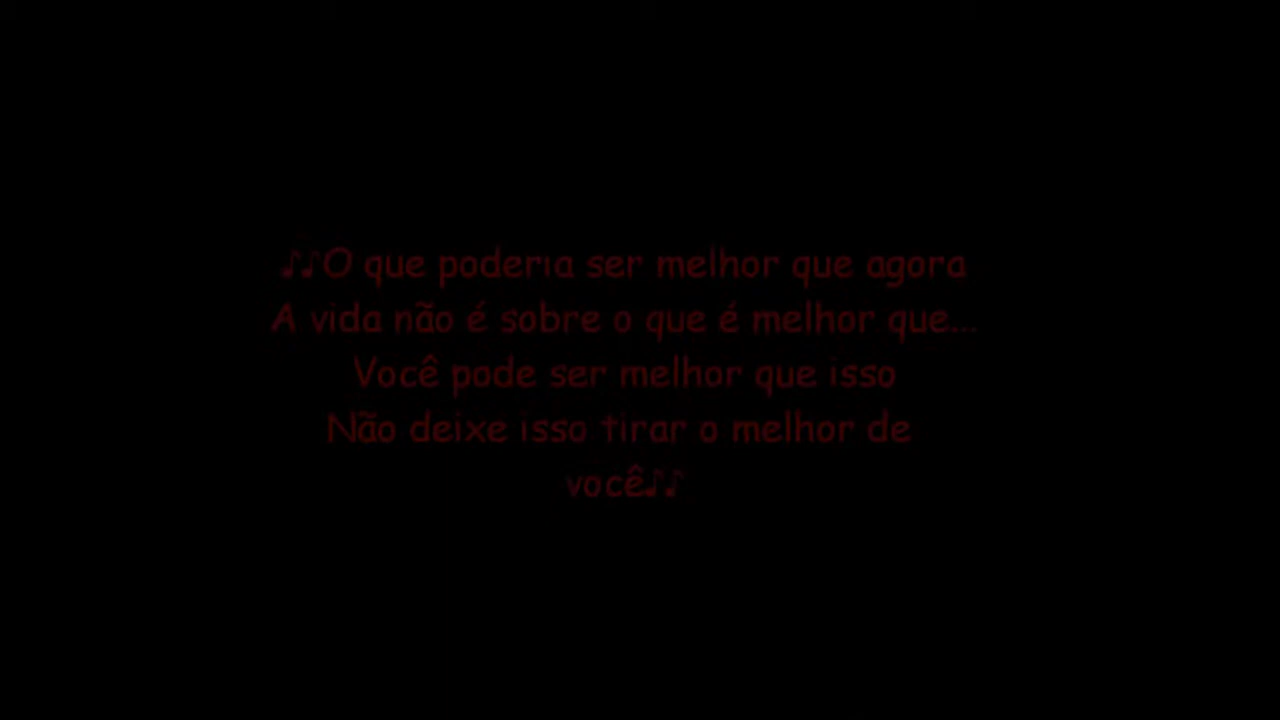 ♪♪O que poderia ser melhor que agora
A vida não é sobre o que é melhor que...
Você pode ser melhor que isso
Não deixe isso tirar o melhor de
você♪♪